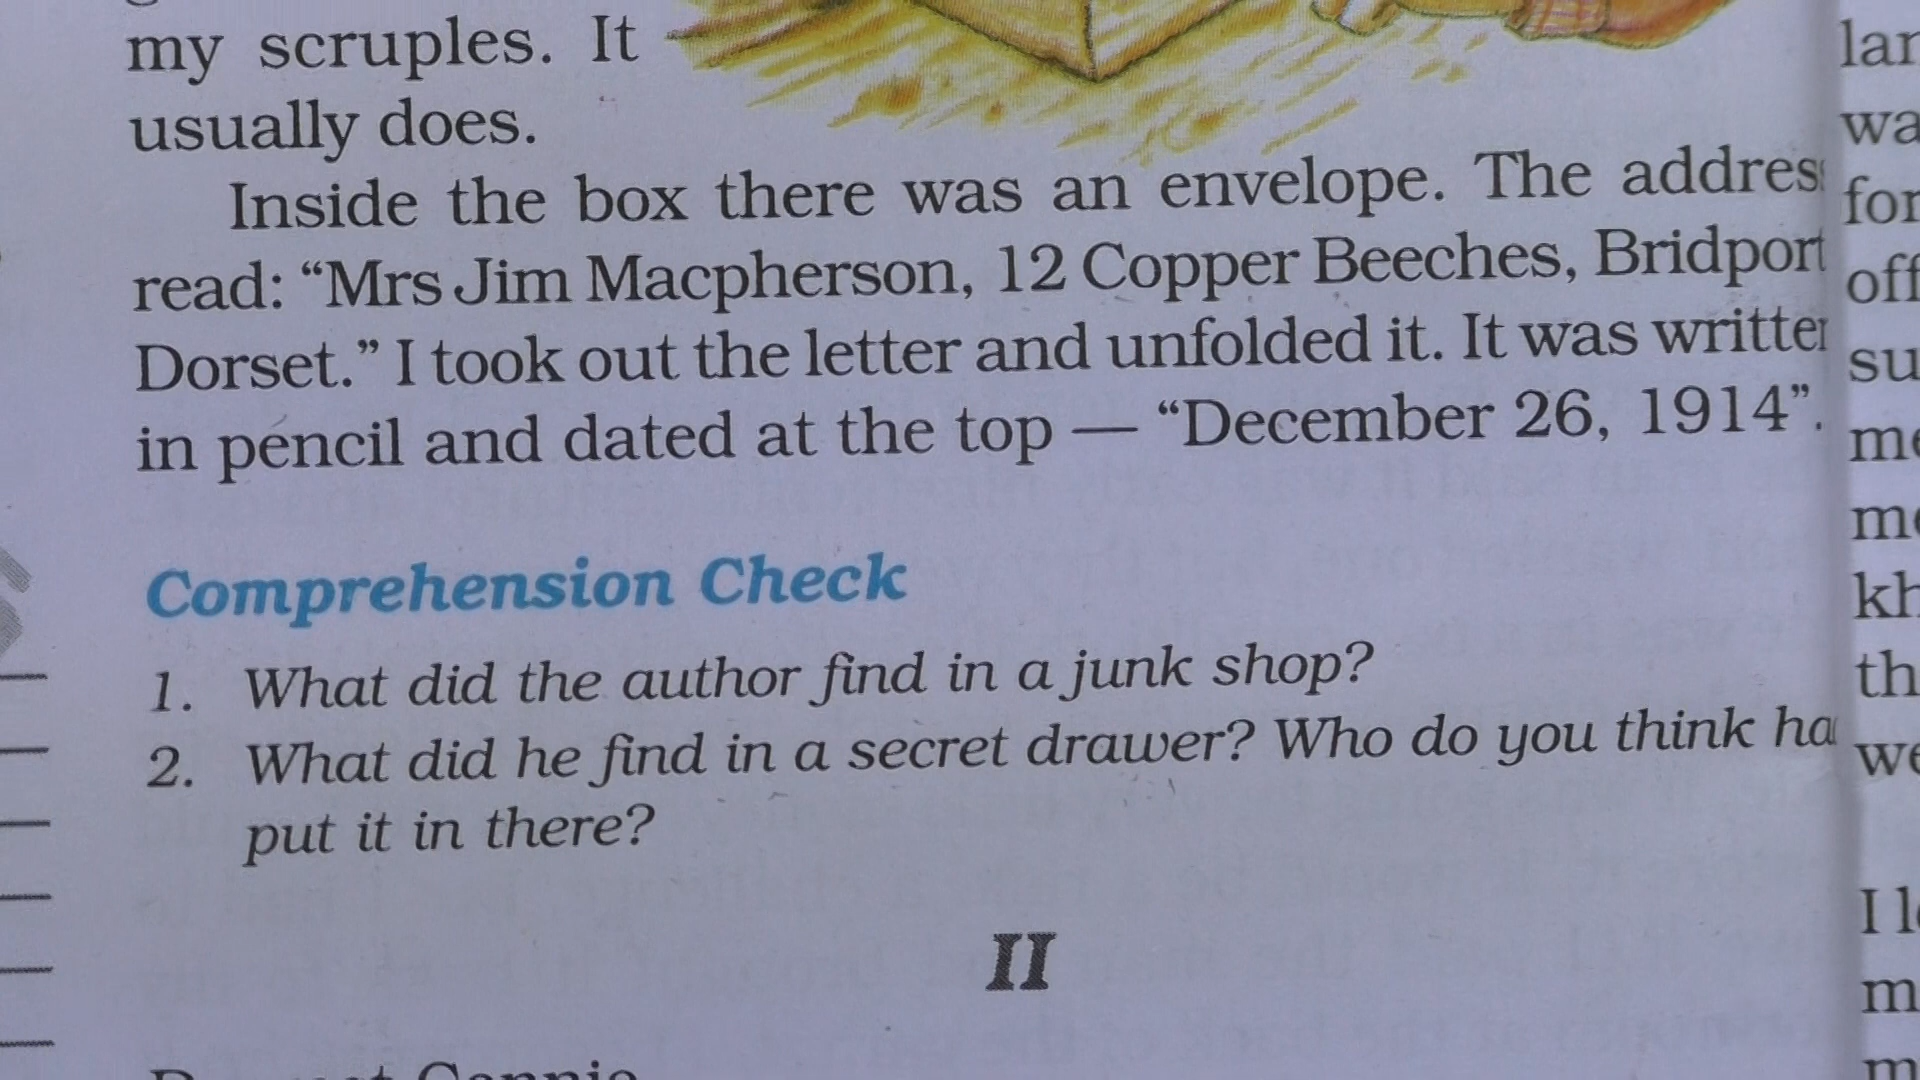 my scruples. It
usually does.
Inside the box there was an envelope. The addres
read: “Mrs Jim Macpherson, 12 Copper Beeches, Bridport
Dorset.” I took out the letter and unfolded it. It was writte
in pencil and dated at the top — “December 26, 1914”.
Comprehension Check
1. What did the author find in a junk shop?
2. What did he find in a secret drawer? Who do you think ha
put it in there?
II
lar
wa
for
off
su
me
me
kh
th
we
I l
m
m